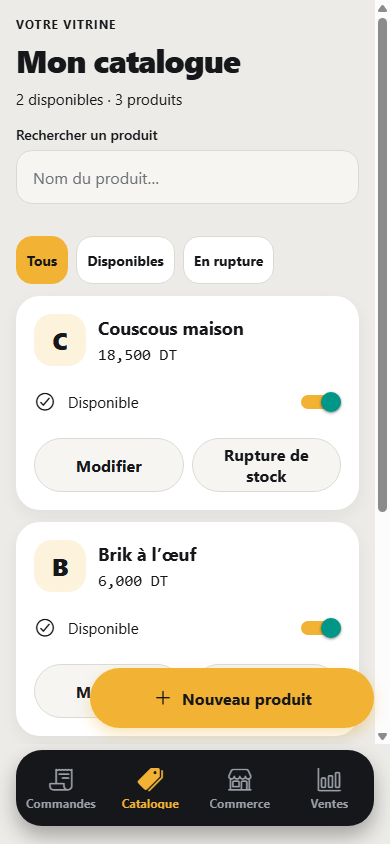 VOTRE VITRINE
Mon catalogue
2 disponibles · 3 produits
Rechercher un produit
Nom du produit...
Tous
Disponibles
En rupture
C
Couscous maison
18,500 DT
Disponible
Modifier
Rupture de
stock
B
Brik à l'œuf
6,000 DT
Disponible
M
+ Nouveau produit
Commandes
Catalogue
Commerce
Ventes